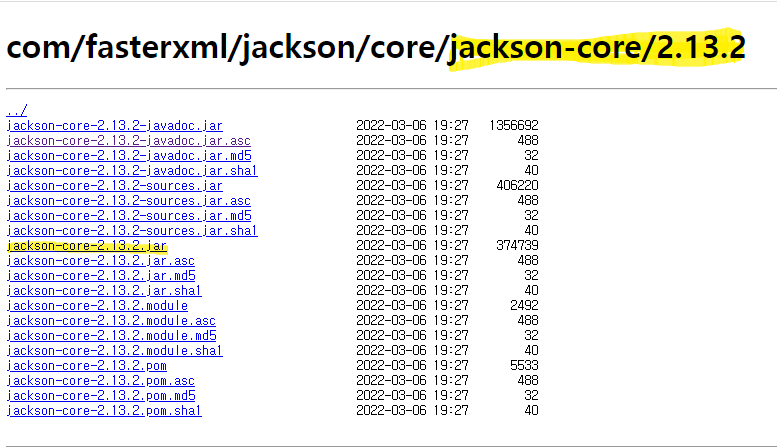 com/fasterxml/jackson/core/jackson-core/2.13.2
../
jackson-core-2.13.2-javadoc.jar 2022-03-06 19:27 1356692
jackson-core-2.13.2-javadoc.jar.asc 2022-03-06 19:27 488
jackson-core-2.13.2-javadoc.jar.md5 2022-03-06 19:27 32
jackson-core-2.13.2-javadoc.jar.sha1 2022-03-06 19:27 40
jackson-core-2.13.2-sources.jar 2022-03-06 19:27 406220
jackson-core-2.13.2-sources.jar.asc 2022-03-06 19:27 488
jackson-core-2.13.2-sources.jar.md5 2022-03-06 19:27 32
jackson-core-2.13.2-sources.jar.sha1 2022-03-06 19:27 40
jackson-core-2.13.2.jar 2022-03-06 19:27 374739
jackson-core-2.13.2.jar.asc 2022-03-06 19:27 488
jackson-core-2.13.2.jar.md5 2022-03-06 19:27 32
jackson-core-2.13.2.jar.sha1 2022-03-06 19:27 40
jackson-core-2.13.2.module 2022-03-06 19:27 2492
jackson-core-2.13.2.module.asc 2022-03-06 19:27 488
jackson-core-2.13.2.module.md5 2022-03-06 19:27 32
jackson-core-2.13.2.module.sha1 2022-03-06 19:27 40
jackson-core-2.13.2.pom 2022-03-06 19:27 5533
jackson-core-2.13.2.pom.asc 2022-03-06 19:27 488
jackson-core-2.13.2.pom.md5 2022-03-06 19:27 32
jackson-core-2.13.2.pom.sha1 2022-03-06 19:27 40